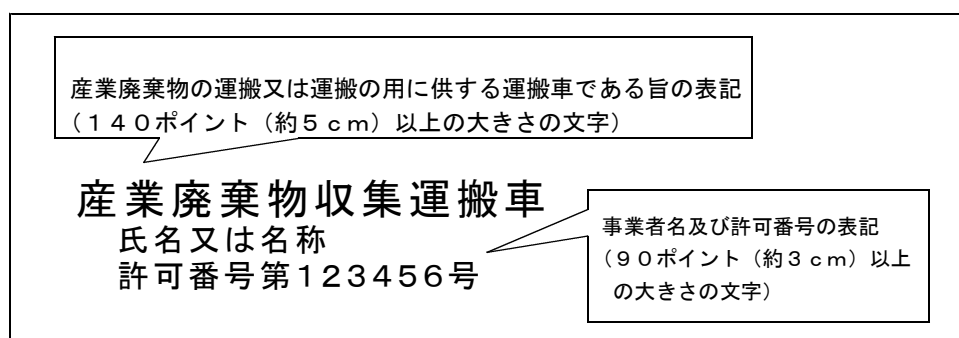 産業廃棄物の運搬又は運搬の用に供する運搬車である旨の表記
（１４０ポイント（約５ｃｍ）以上の大きさの文字）
産業廃棄物収集運搬車
氏名又は名称
許可番号第１２３４５６号
事業者名及び許可番号の表記
（９０ポイント（約３ｃｍ）以上
の大きさの文字）